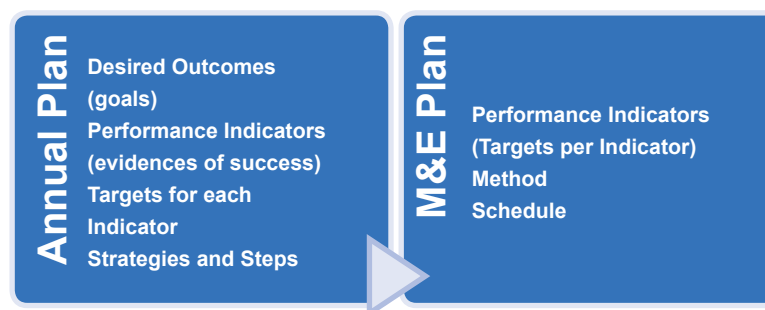 Annual Plan
Desired Outcomes
(goals)
Performance Indicators
(evidences of success)
Targets for each
Indicator
Strategies and Steps
M&E Plan
Performance Indicators
(Targets per Indicator)
Method
Schedule